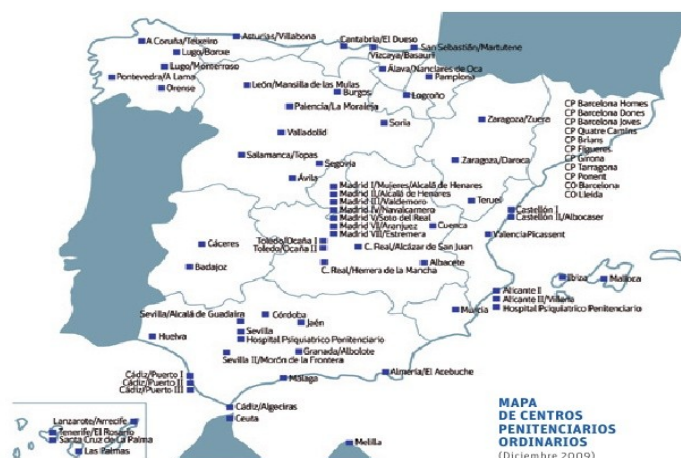 A Coruña/Teixeiro
Asturias/Villabona
Cantabria/El Dueso
Lugo/Bonxe
Vizcaya/Basauri
San Sebastián/Martutene
Lugo/Monterroso
Álava/Nanclares de Oca
Pontevedra/A Lama
León/Mansilla de las Mulas
Pamplona
Orense
Burgos
Logroño
Palencia/La Moraleja
Soria
Zaragoza/Zuera
CP Barcelona Homes
CP Barcelona Dones
CP Barcelona Joves
CP Quatre Camins
CP Brians
CP Figueres
CP Girona
CP Tarragona
CP Ponent
CO Barcelona
CO Lleida
Valladolid
Salamanca/Topas
Segovia
Zaragoza/Daroca
Ávila
Madrid I/Mujeres/Alcalá de Henares
Madrid II/Alcalá de Henares
Madrid III/Valdemoro
Madrid IV/Navalcarnero
Madrid V/Soto del Real
Madrid VI/Aranjuez
Madrid VII/Estremera
Teruel
Castellón I
Castellón II/Albocaser
Cuenca
Valencia/Picassent
Toledo/Ocaña I
Toledo/Ocaña II
Cáceres
C. Real/Alcázar de San Juan
Badajoz
C. Real/Herrera de la Mancha
Albacete
Ibiza
Mallorca
Alicante I
Alicante II/Villena
Hospital Psiquiatrico Penitenciario
Murcia
Sevilla/Alcalá de Guadaira
Córdoba
Jaén
Huelva
Sevilla
Hospital Psiquiatrico Penitenciario
Granada/Albolote
Sevilla II/Morón de la Frontera
Cádiz/Puerto I
Cádiz/Puerto II
Cádiz/Puerto III
Málaga
Almería/El Acebuche
Cádiz/Algeciras
Ceuta
Melilla
Lanzarote/Arrecife
Tenerife/El Rosario
Santa Cruz de La Palma
Las Palmas
MAPA
DE CENTROS
PENITENCIARIOS
ORDINARIOS
(Diciembre 2009)